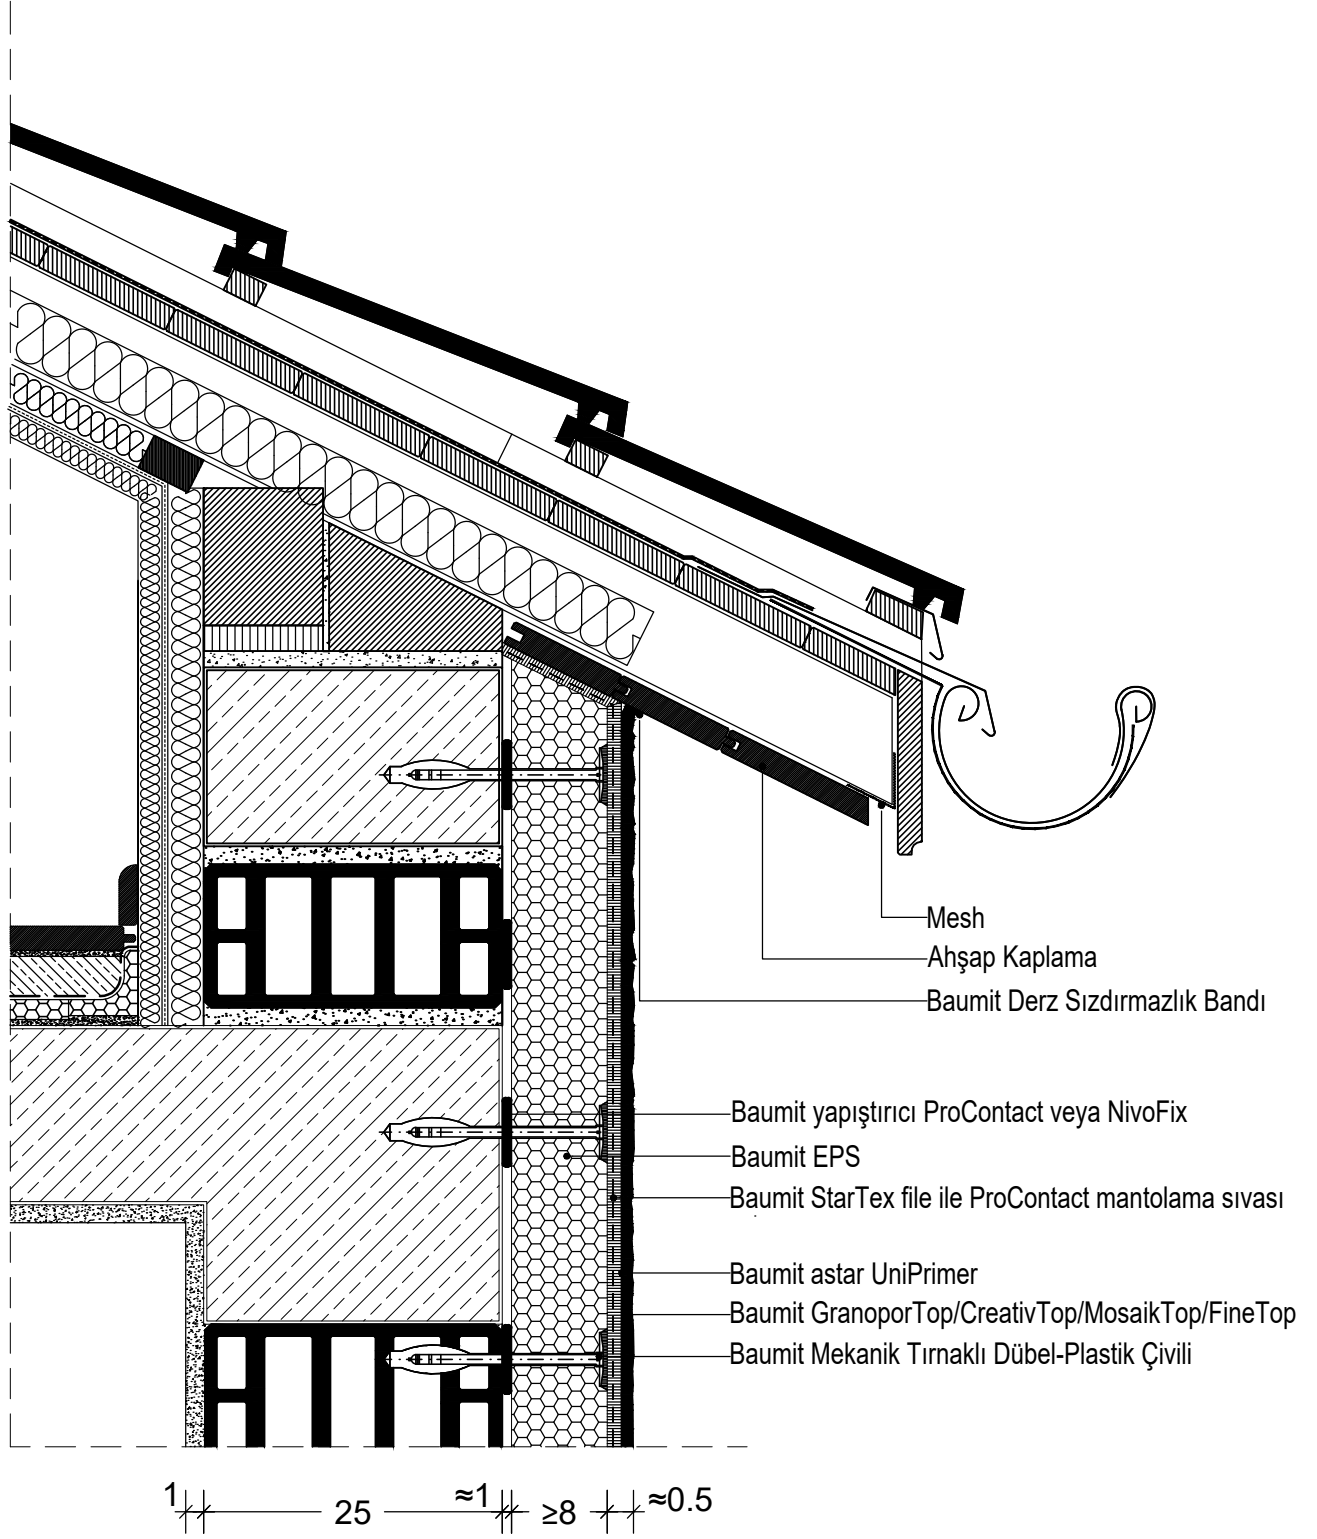 Mesh
Ahşap Kaplama
Baumit Derz Sızdırmazlık Bandı
Baumit yapıştırıcı ProContact veya NivoFix
Baumit EPS
Baumit StarTex file ile ProContact mantolama sıvası
Baumit astar UniPrimer
Baumit GranoporTop/CreativTop/MosaikTop/FineTop
Baumit Mekanik Tırnaklı Dübel-Plastik Çivili
1 25 ≈1 ≥8 ≈0.5